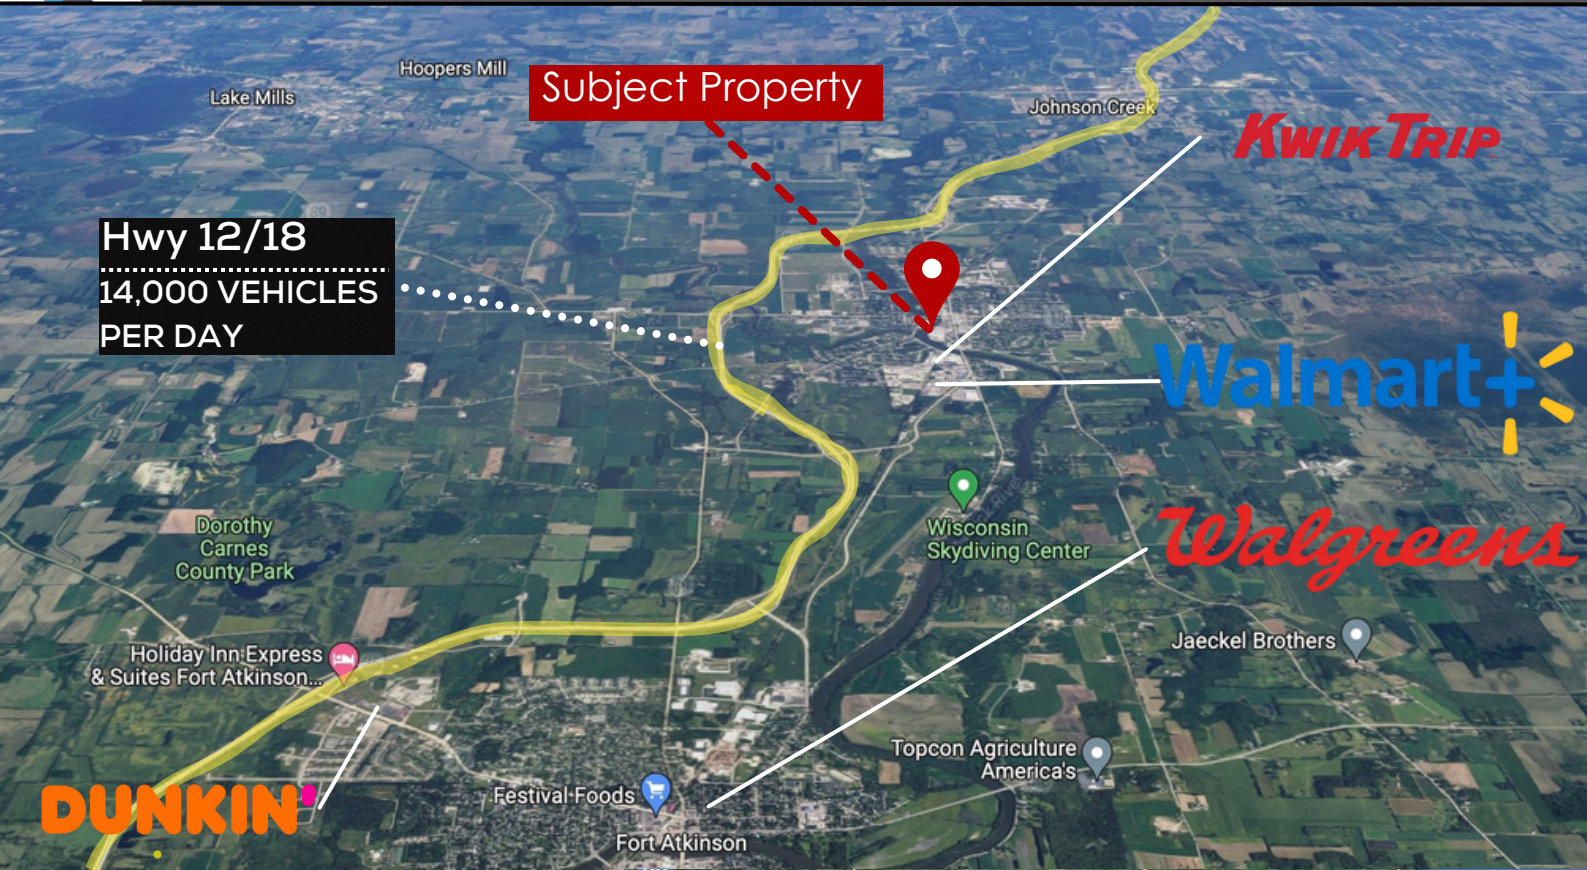 Hoopers Mill
Lake Mills
Subject Property
Johnson Creek
KWIK TRIP
Hwy 12/18
14,000 VEHICLES
PER DAY
Walmart+
Wisconsin
Skydiving Center
River
Walgreens
Dorothy
Carnes
County Park
Jaeckel Brothers
Holiday Inn Express
& Suites Fort Atkinson...
Topcon Agriculture
America's
DUNKIN'
Festival Foods
Fort Atkinson